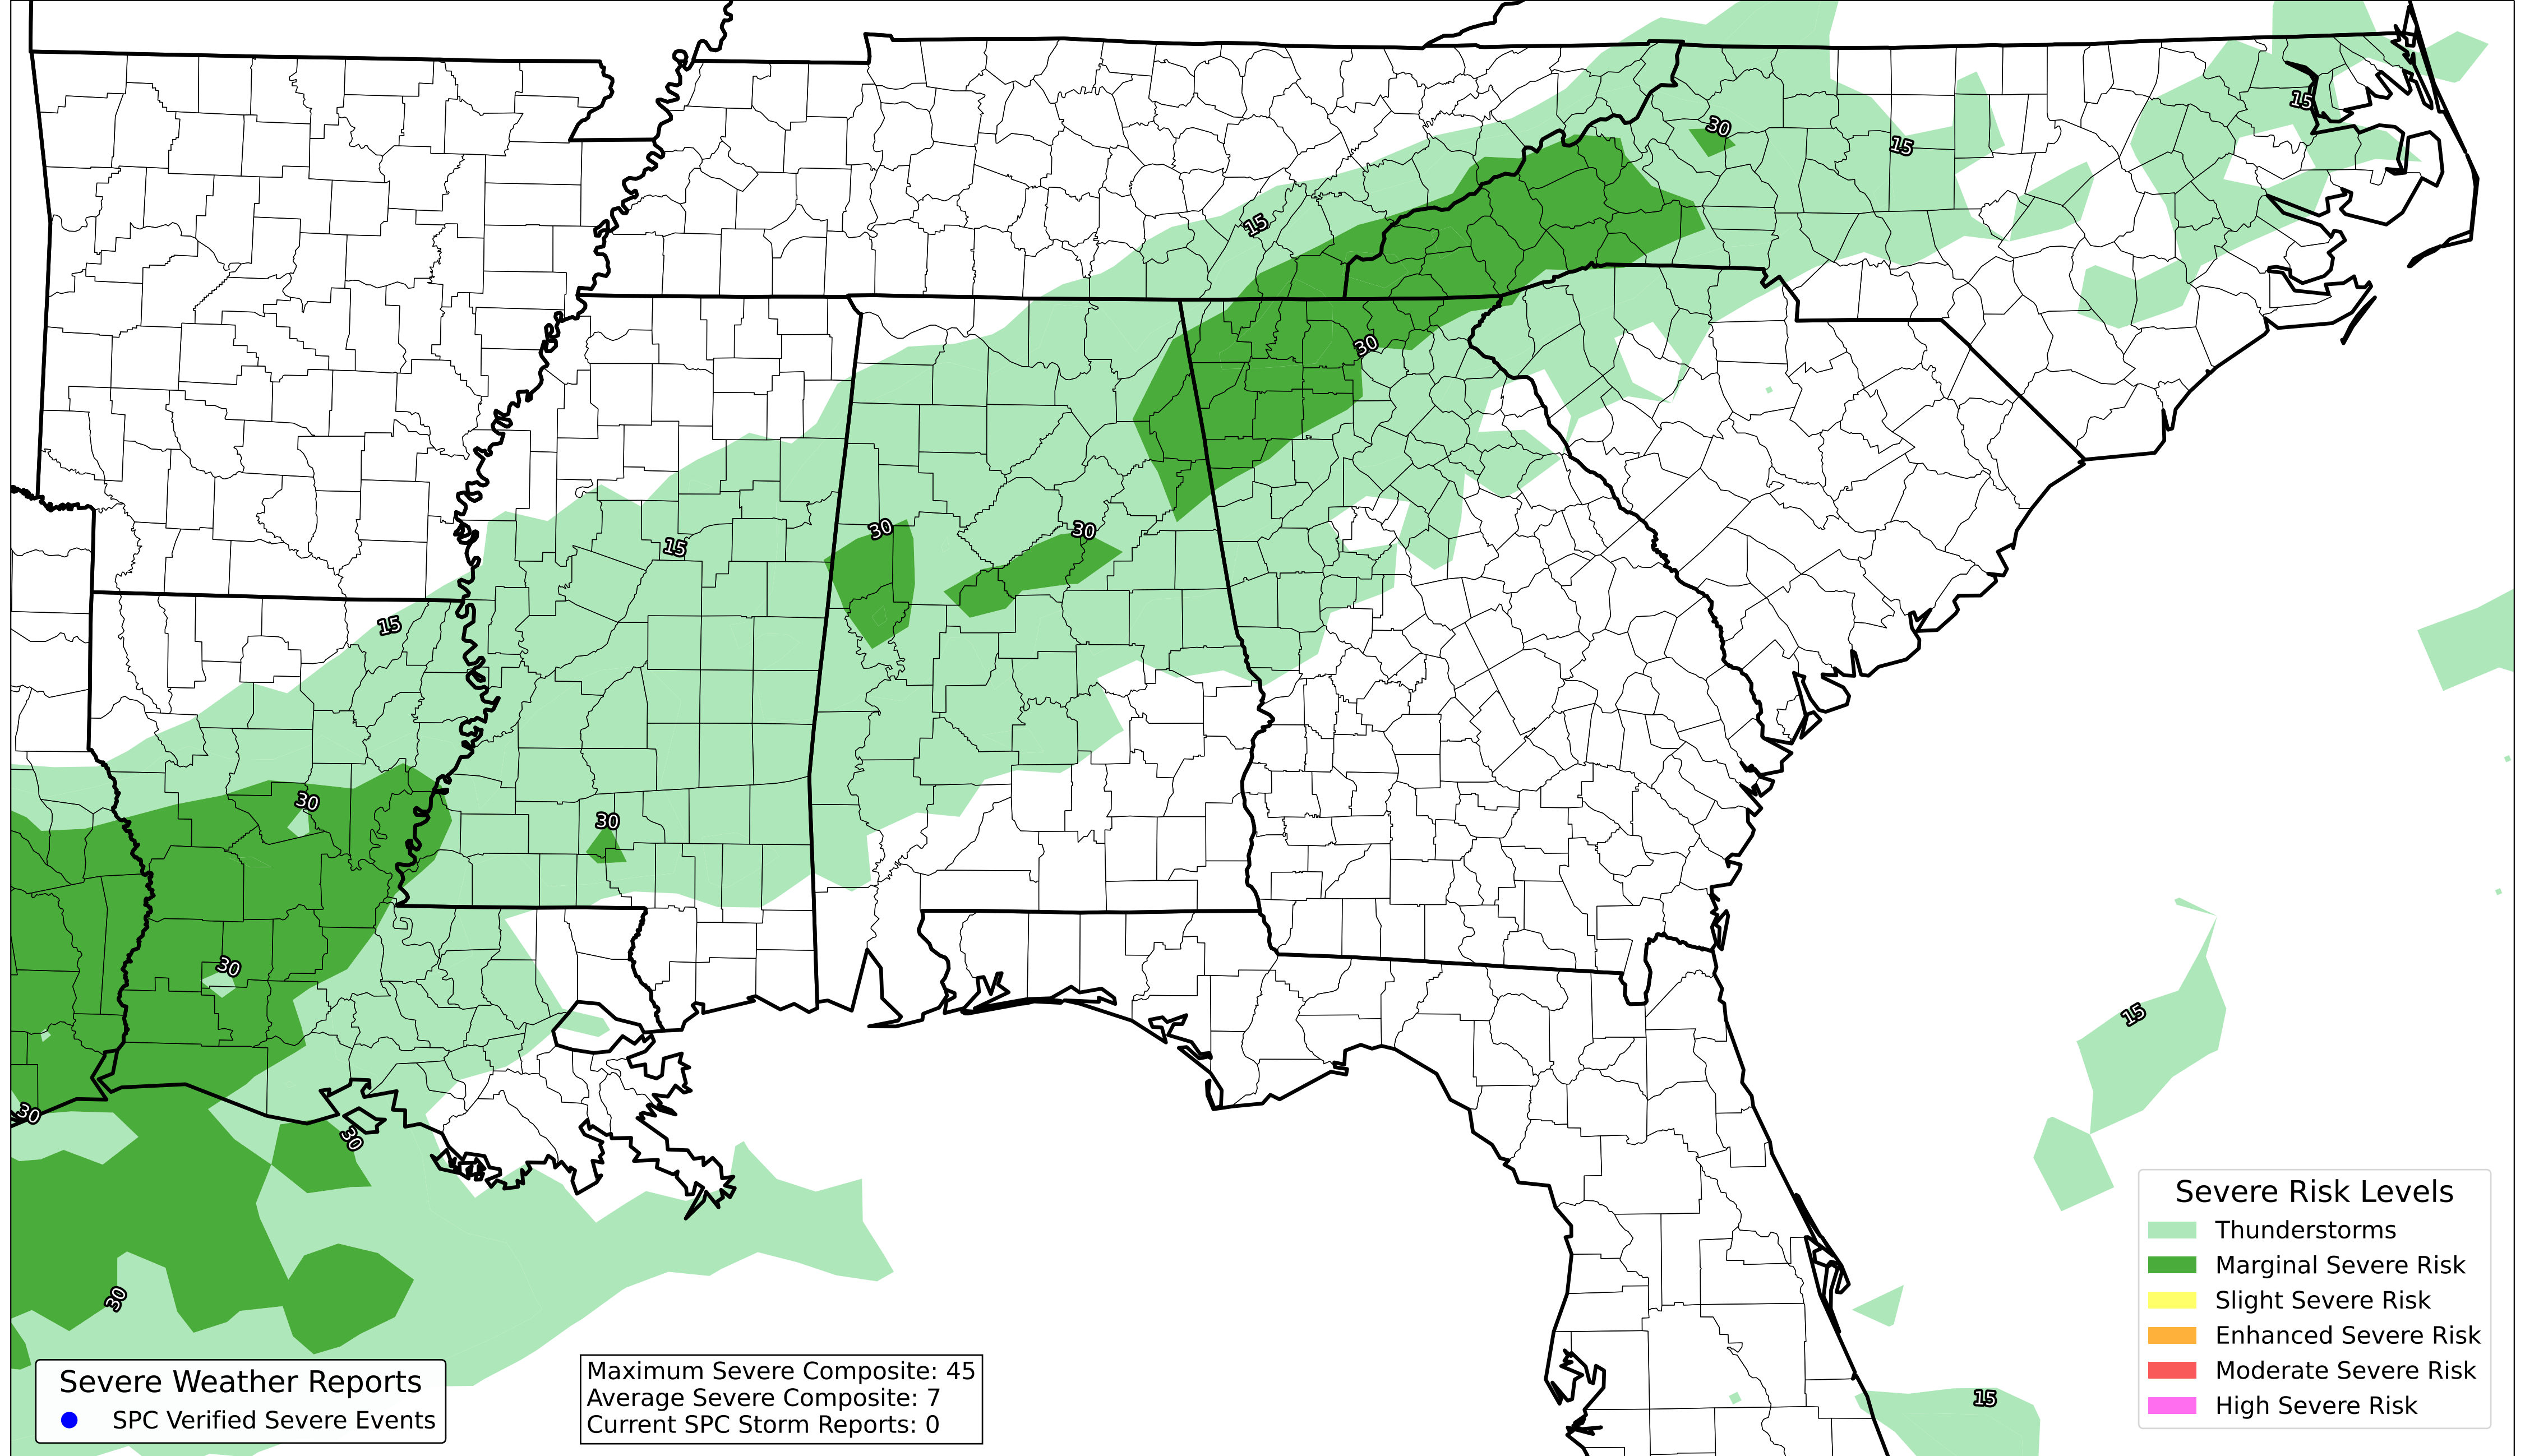 30
15
15
15
30
15
30
30
15
15
30
30
30
15
30
30
30
15
Severe Weather Reports
SPC Verified Severe Events
Maximum Severe Composite: 45
Average Severe Composite: 7
Current SPC Storm Reports: 0
Severe Risk Levels
Thunderstorms
Marginal Severe Risk
Slight Severe Risk
Enhanced Severe Risk
Moderate Severe Risk
High Severe Risk